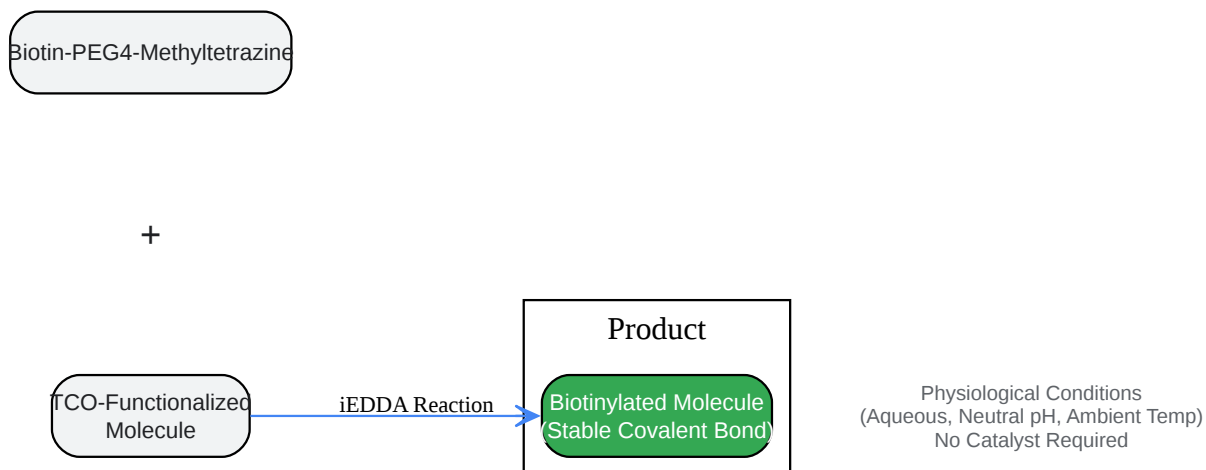 Biotin-PEG4-Methyltetrazine
+
Product
TCO-Functionalized
Molecule
iEDDA Reaction
Biotinylated Molecule
(Stable Covalent Bond)
Physiological Conditions
(Aqueous, Neutral pH, Ambient Temp)
No Catalyst Required